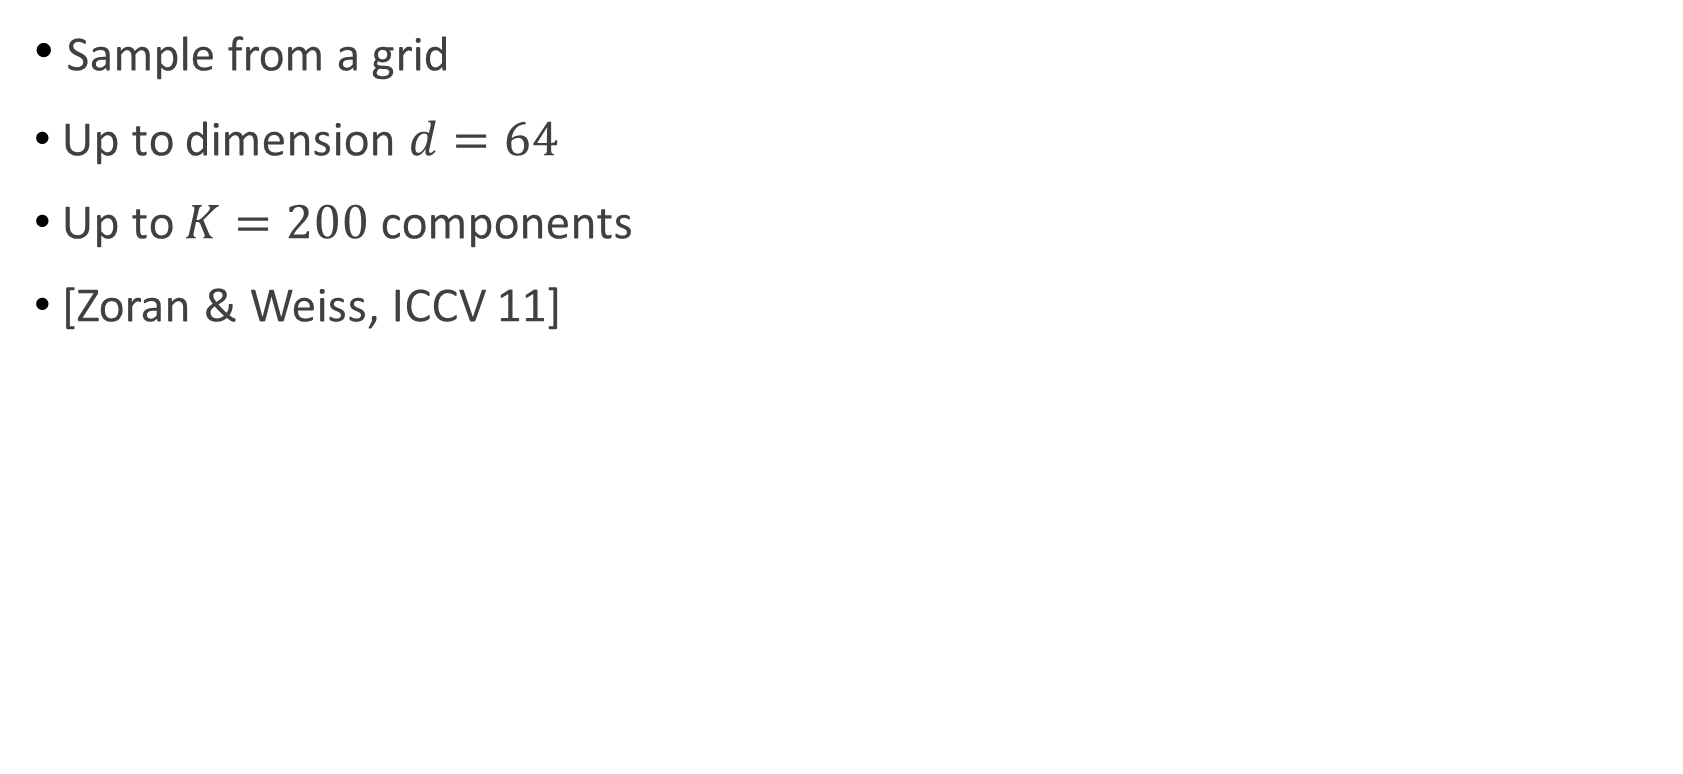 • Sample from a grid
• Up to dimension d = 64
• Up to K = 200 components
• [Zoran & Weiss, ICCV 11]